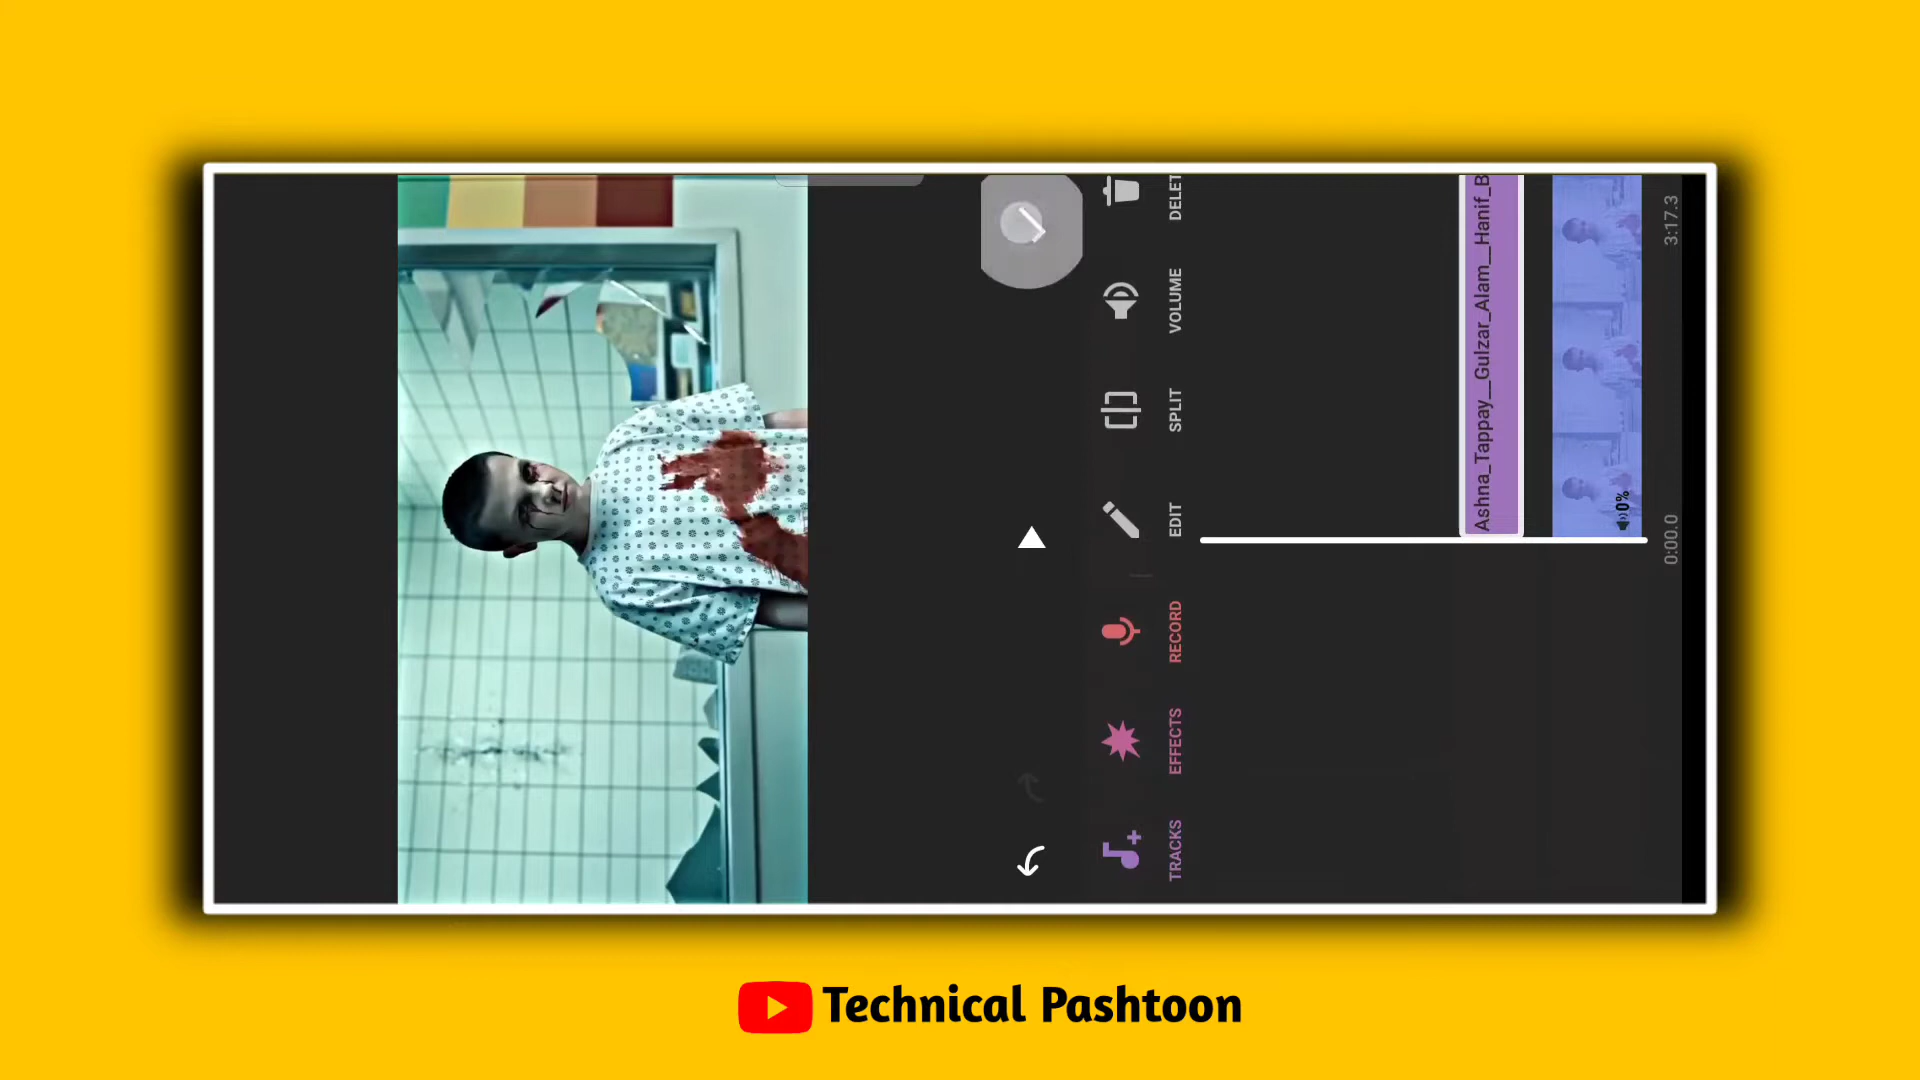 TRACKS
EFFECTS
RECORD
EDIT
SPLIT
VOLUME
DELET
Ashna_Tappay__Gulzar_Alam__Hanif_B
0%
0:00.0
3:17.3
Technical Pashtoon